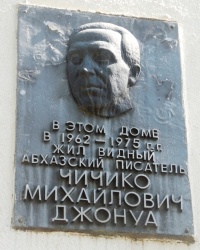 В ЭТОМ ДОМЕ
В 1962 – 1975 г.г.
ЖИЛ ВИДНЫЙ
АБХАЗСКИЙ ПИСАТЕЛЬ
ЧИЧИКО
МИХАЙЛОВИЧ
ДЖОНУА